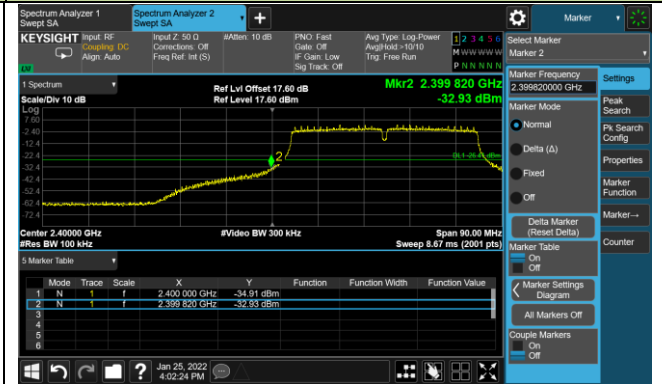 Spectrum Analyzer 1
Swept SA
Spectrum Analyzer 2
Swept SA
+
Marker
KEYSIGHT
Input: RF
Coupling: DC
Align: Auto
Input Z: 50 Ω
Corrections: Off
Freq Ref: Int (S)
#Atten: 10 dB
PNO: Fast
Gate: Off
IF Gain: Low
Sig Track: Off
Avg Type: Log-Power
Avg|Hold:>10/10
Trig: Free Run
1 2 3 4 5 6
M W W W W W
P N N N N N
LXI
Select Marker
Marker 2
1 Spectrum
Scale/Div 10 dB
Log
Ref Lvl Offset 17.60 dB
Ref Level 17.60 dBm
Mkr2 2.399 820 GHz
-32.93 dBm
7.60
-2.40
-12.4
-22.4
-32.4
-42.4
-52.4
-62.4
-72.4
2
Center 2.40000 GHz
#Res BW 100 kHz
#Video BW 300 kHz
Span 90.00 MHz
Sweep 8.67 ms (2001 pts)
5 Marker Table
Mode Trace Scale X Y Function Function Width Function Value
1 N 1 f 2.400 000 GHz -34.91 dBm
2 N 1 f 2.399 820 GHz -32.93 dBm
3
4
5
6
Marker Frequency
2.399820000 GHz
Marker Mode
Normal
Delta (Δ)
Fixed
Off
Delta Marker
(Reset Delta)
Marker Table
On
Off
Marker Settings
Diagram
All Markers Off
Couple Markers
On
Off
Settings
Peak
Search
Pk Search
Config
Properties
Marker
Function
Marker→
Counter
?
Jan 25, 2022
4:02:24 PM